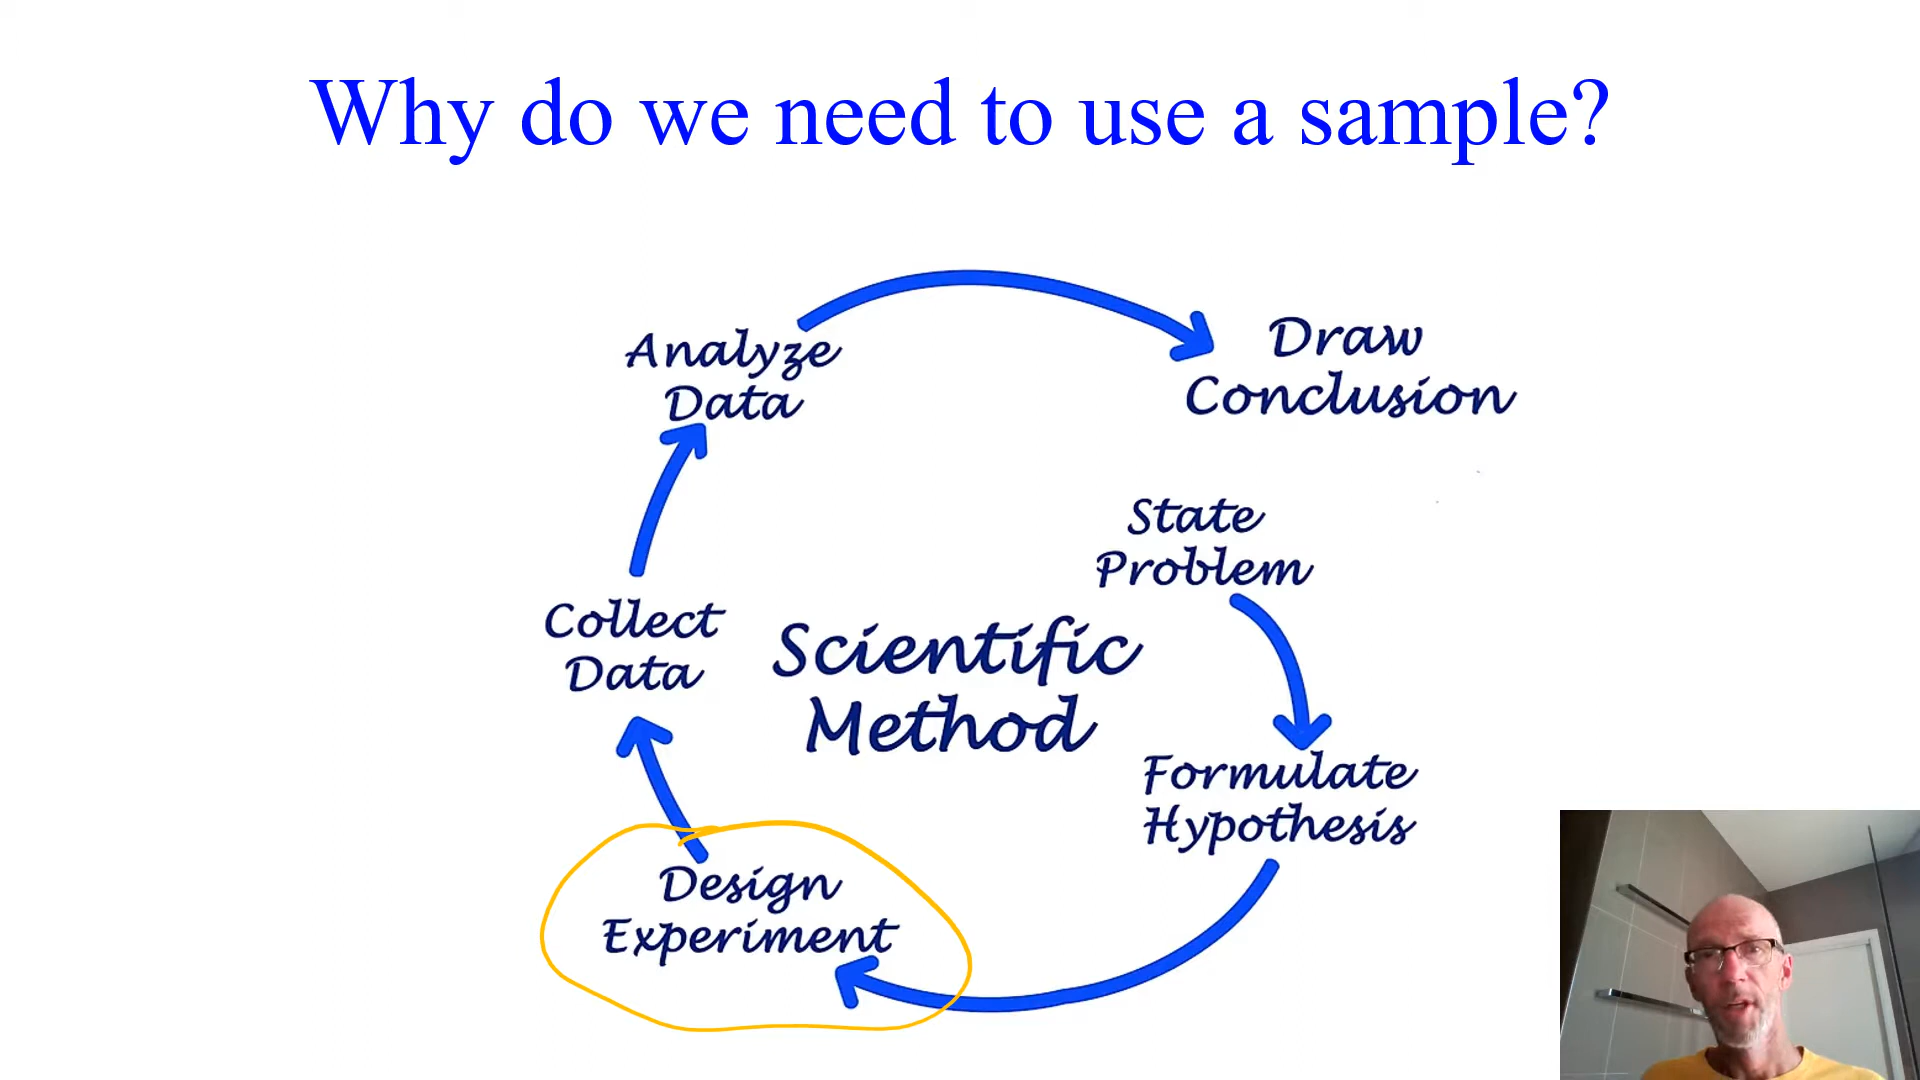 Why do we need to use a sample?
Analyze
Data
Draw
Conclusion
State
Problem
Collect
Data
Scientific
Method
Formulate
Hypothesis
Design
Experiment